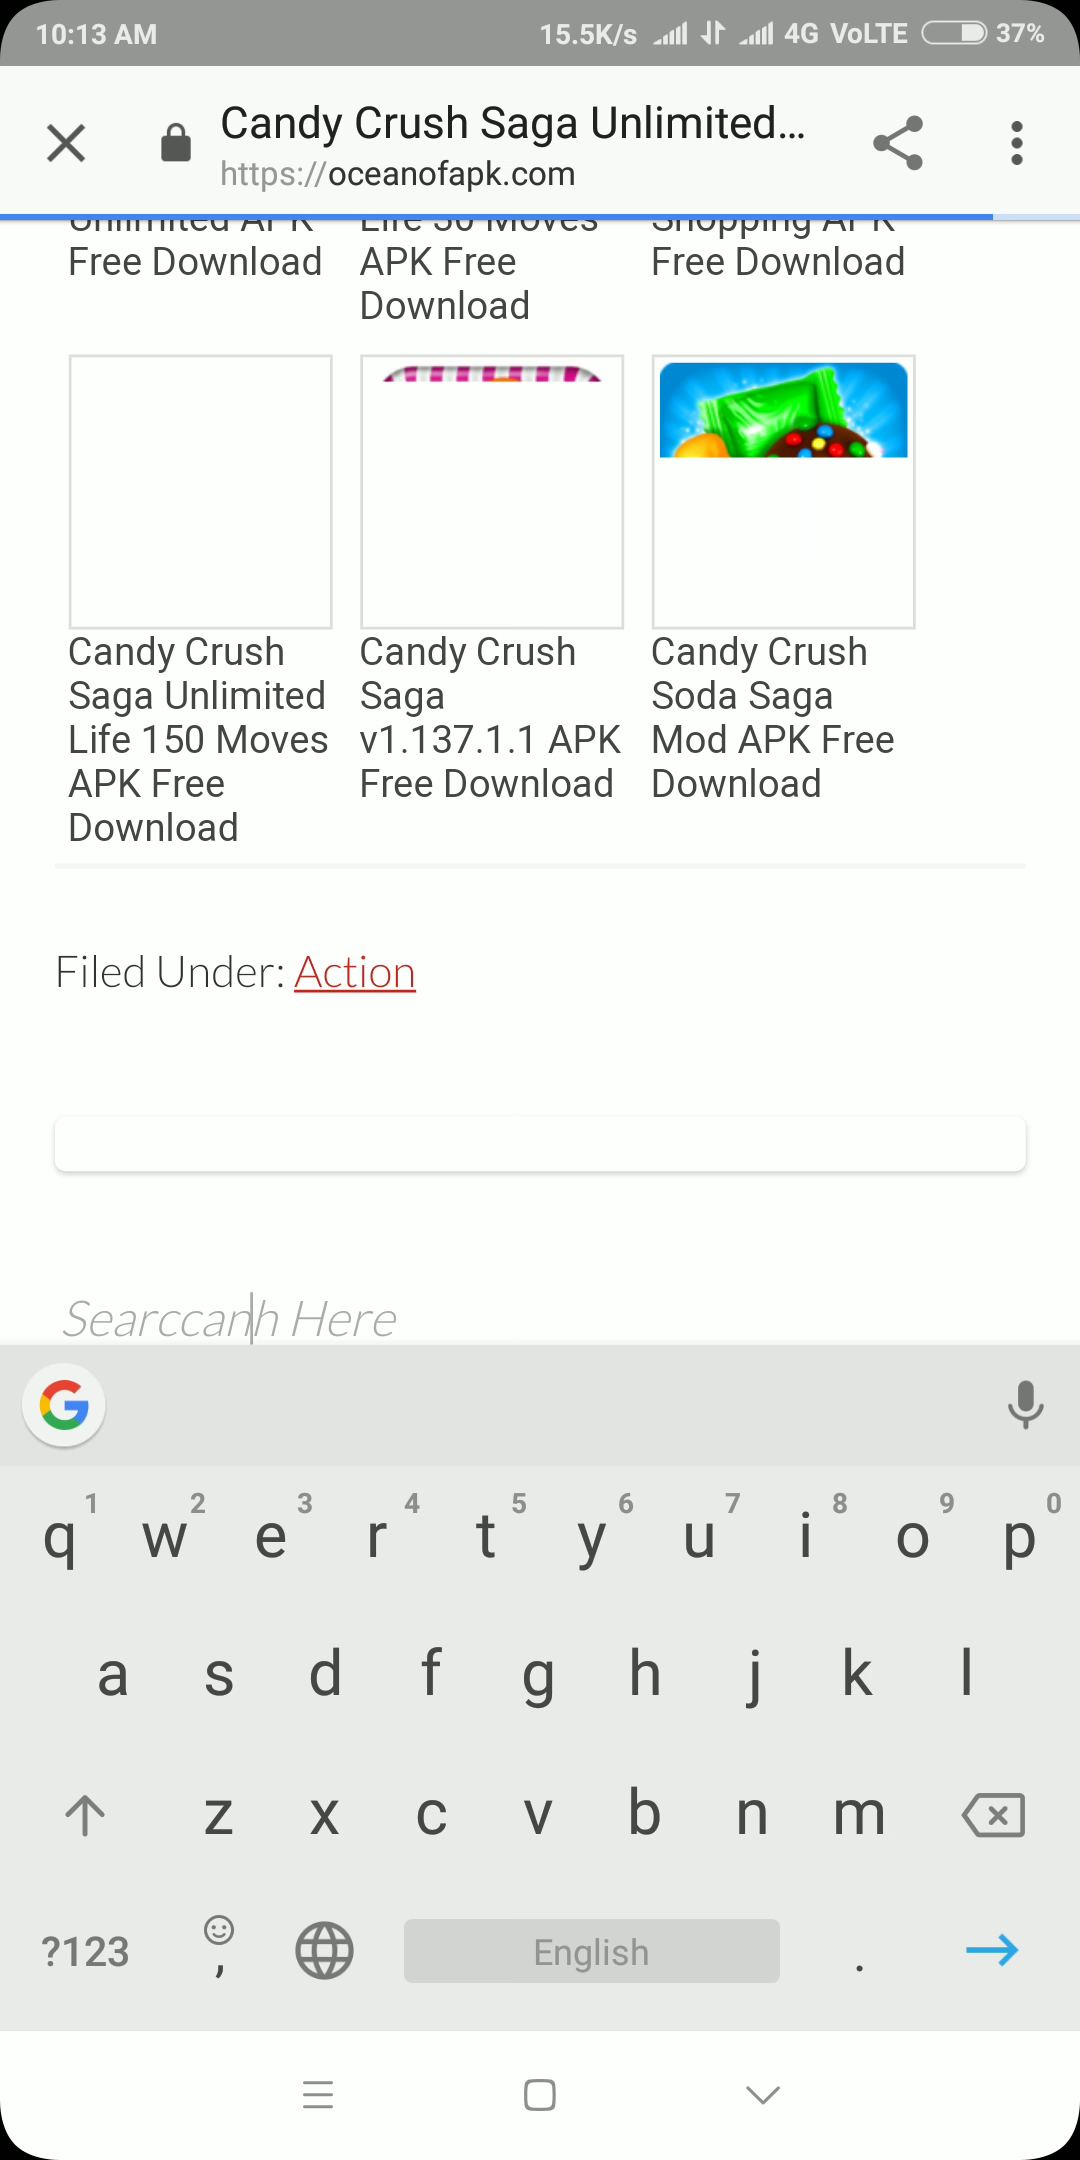 10:13 AM 15.5K/s 4G VoLTE 37%
Candy Crush Saga Unlimited...
https://oceanofapk.com
Unlimited APK Life 50 Moves Shopping APK
Free Download APK Free Free Download
Download
Candy Crush Candy Crush Candy Crush
Saga Unlimited Saga Soda Saga
Life 150 Moves v1.137.1.1 APK Mod APK Free
APK Free Free Download Download
Download
Filed Under: Action
Searccanh Here
1 2 3 4 5 6 7 8 9 0
q w e r t y u i o p
a s d f g h j k l
z x c v b n m
?123 , English .